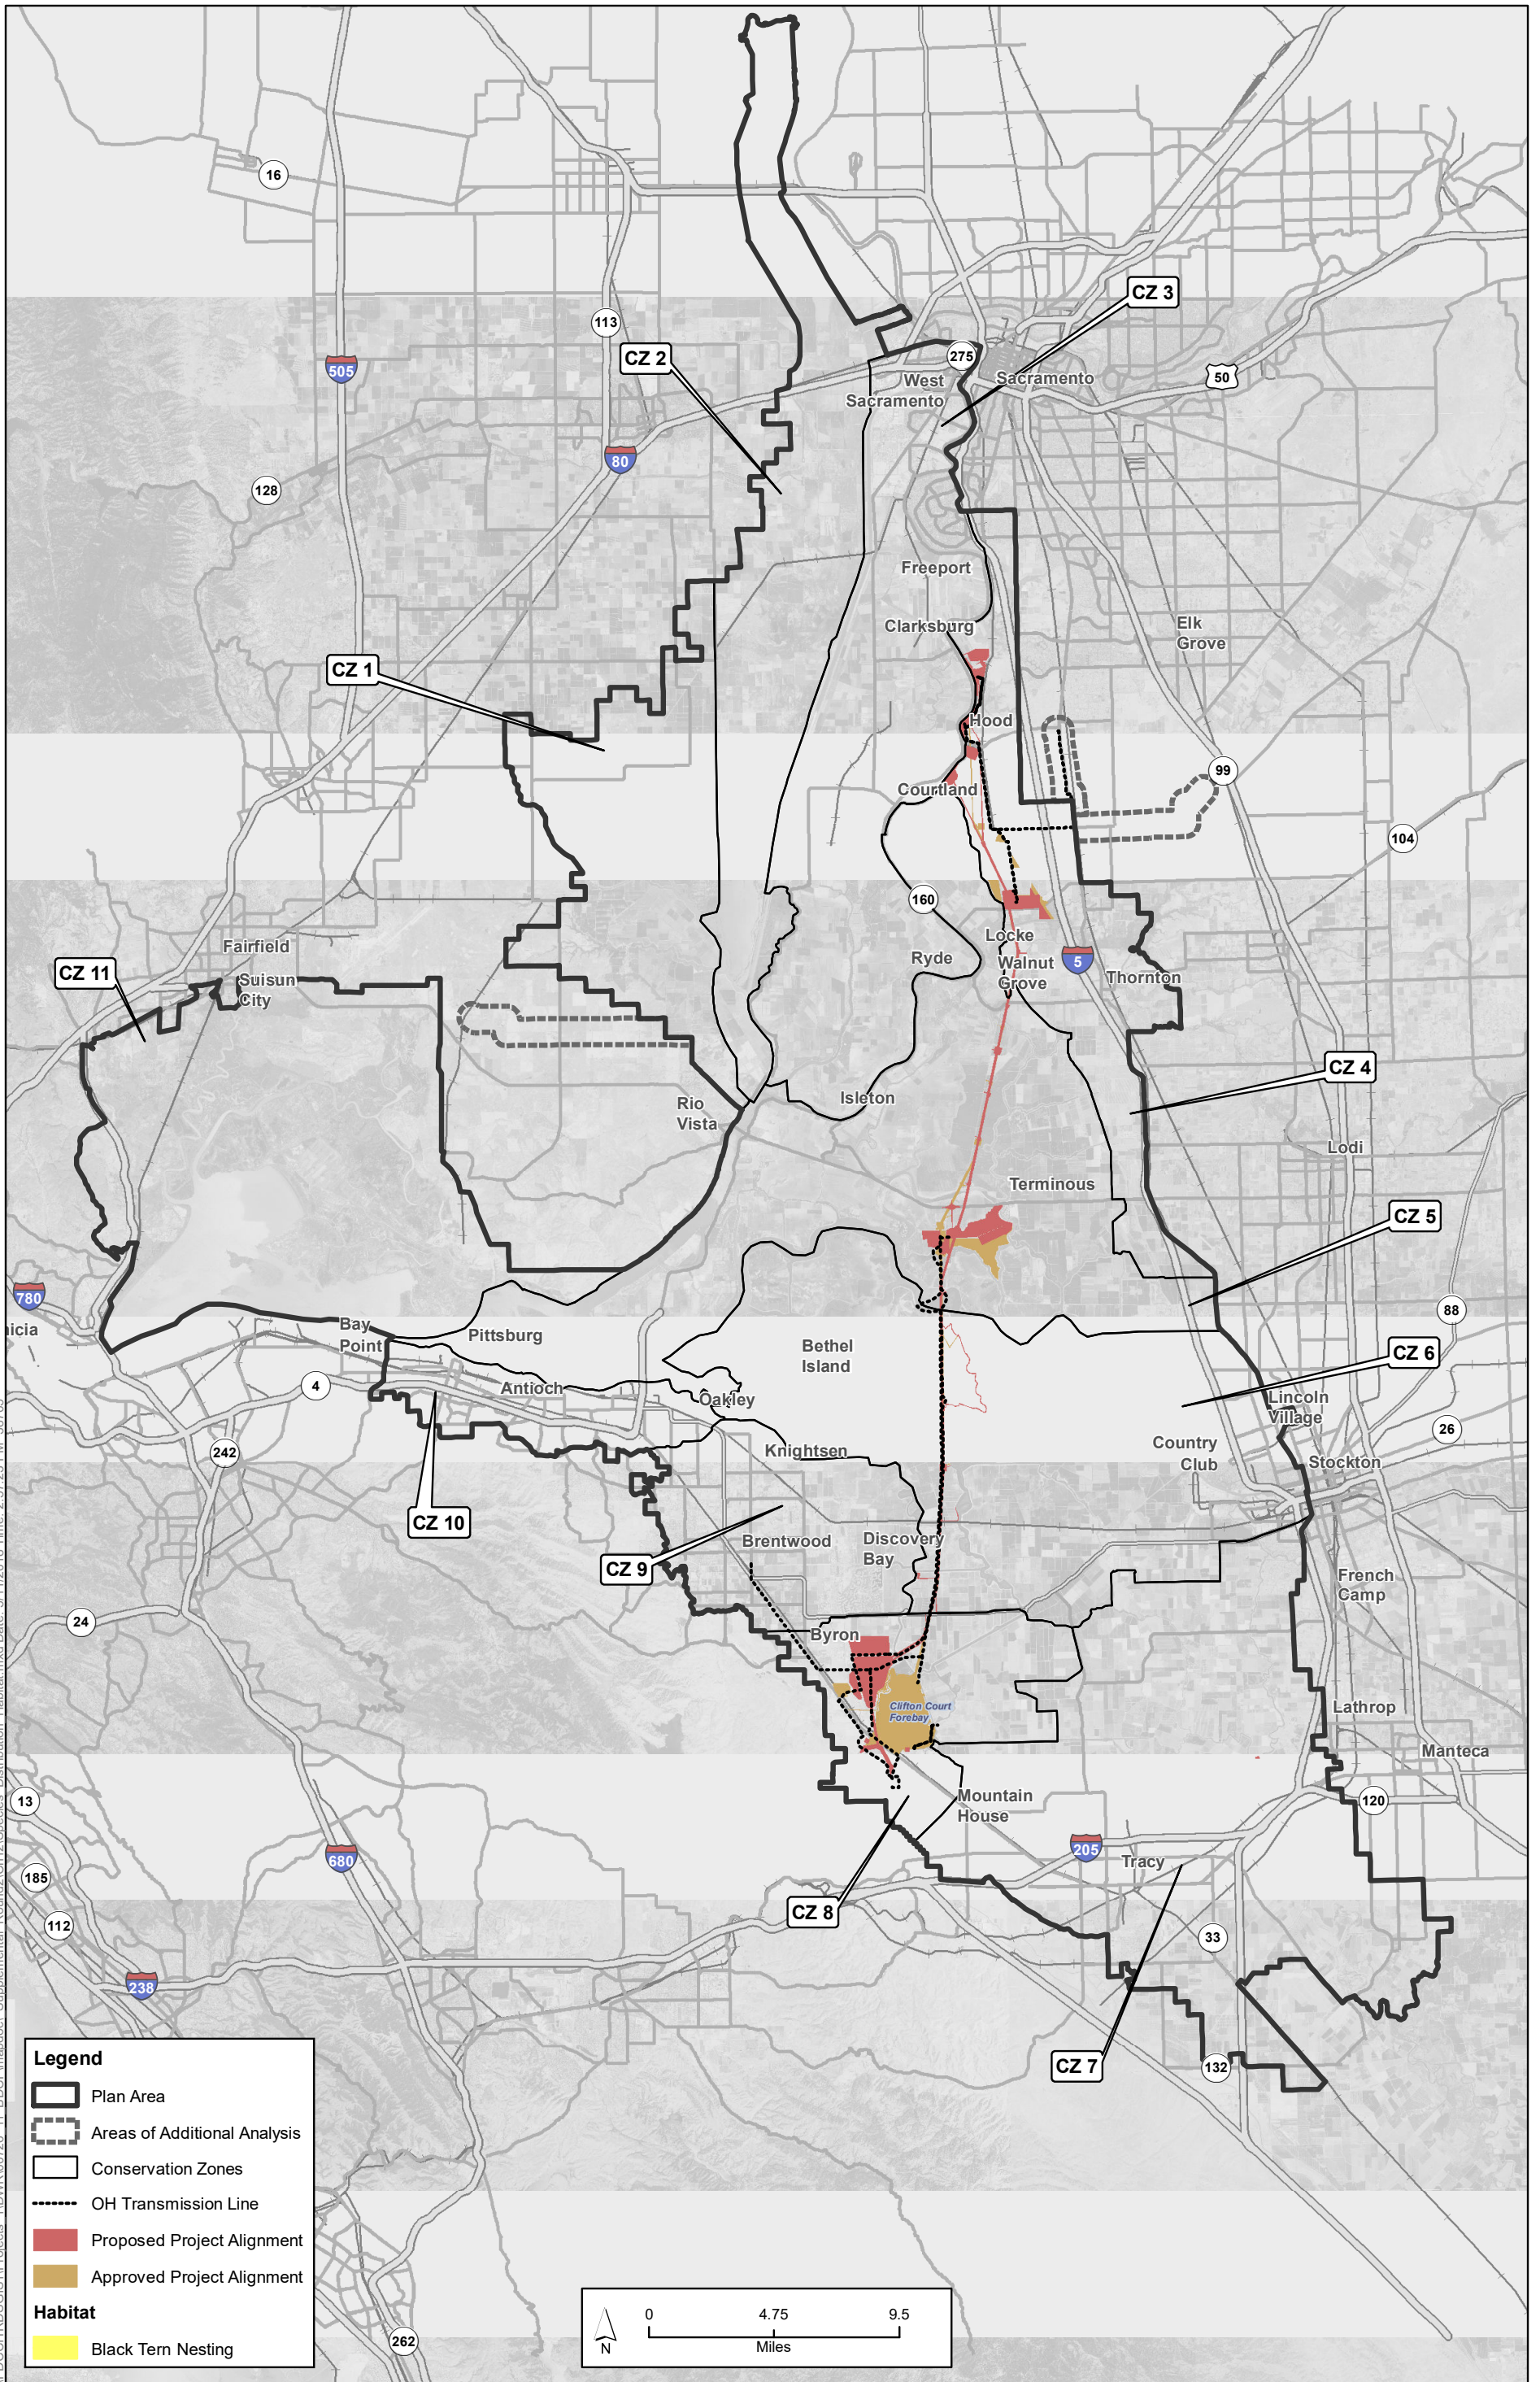 16
113
CZ 3
CZ 2
505
275
West
Sacramento
Sacramento
50
80
128
Freeport
Clarksburg
Elk
Grove
CZ 1
Hood
99
Courtland
104
160
Locke
Fairfield
Ryde
Walnut
Grove
5
Thornton
CZ 11
Suisun
City
CZ 4
Rio
Vista
Isleton
Lodi
Terminous
CZ 5
780
nicia
88
Bay
Point
Pittsburg
Bethel
Island
CZ 6
4
Antioch
Oakley
Lincoln
Village
242
Knightsen
Country
Club
26
Stockton
CZ 10
Brentwood
Discovery
Bay
CZ 9
French
Camp
24
Byron
Clifton Court
Forebay
Lathrop
Manteca
13
Mountain
House
120
680
205
Tracy
185
CZ 8
112
33
238
CZ 7
132
Legend
Plan Area
Areas of Additional Analysis
Conservation Zones
OH Transmission Line
Proposed Project Alignment
Approved Project Alignment
Habitat
Black Tern Nesting
262
0 4.75 9.5
Miles
N